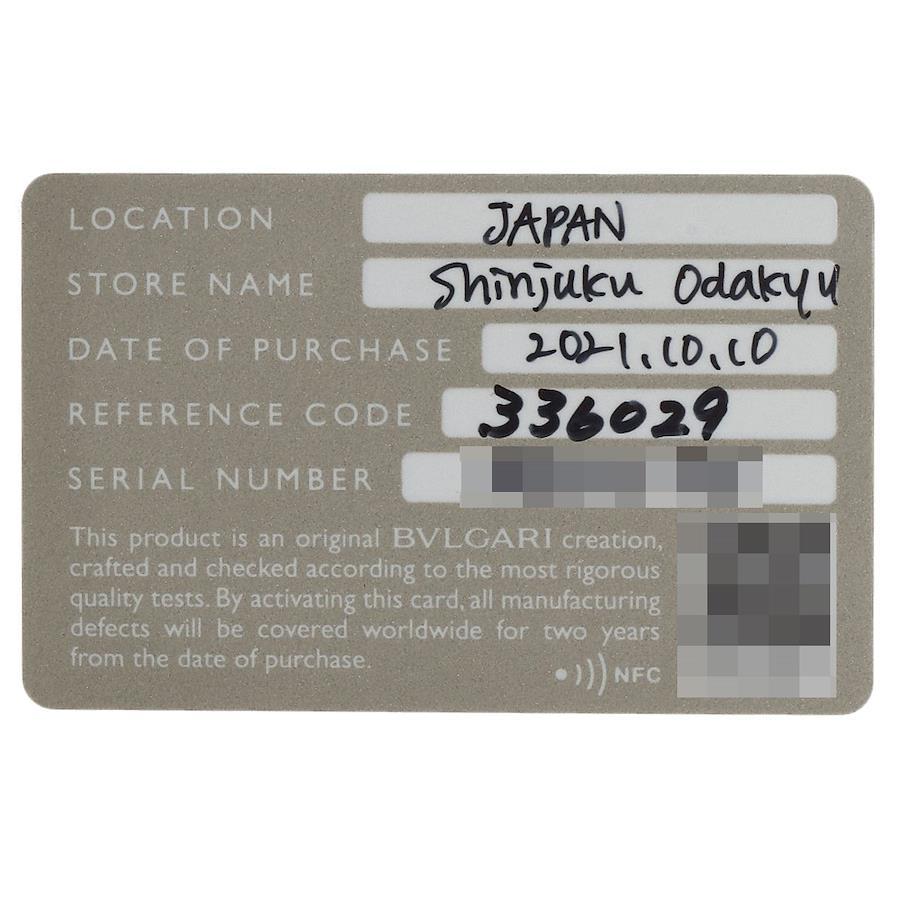 LOCATION JAPAN
STORE NAME Shinjuku Odakyu
DATE OF PURCHASE 2021.10.10
REFERENCE CODE 336029
SERIAL NUMBER
This product is an original BVLGARI creation,
crafted and checked according to the most rigorous
quality tests. By activating this card, all manufacturing
defects will be covered worldwide for two years
from the date of purchase.
NFC